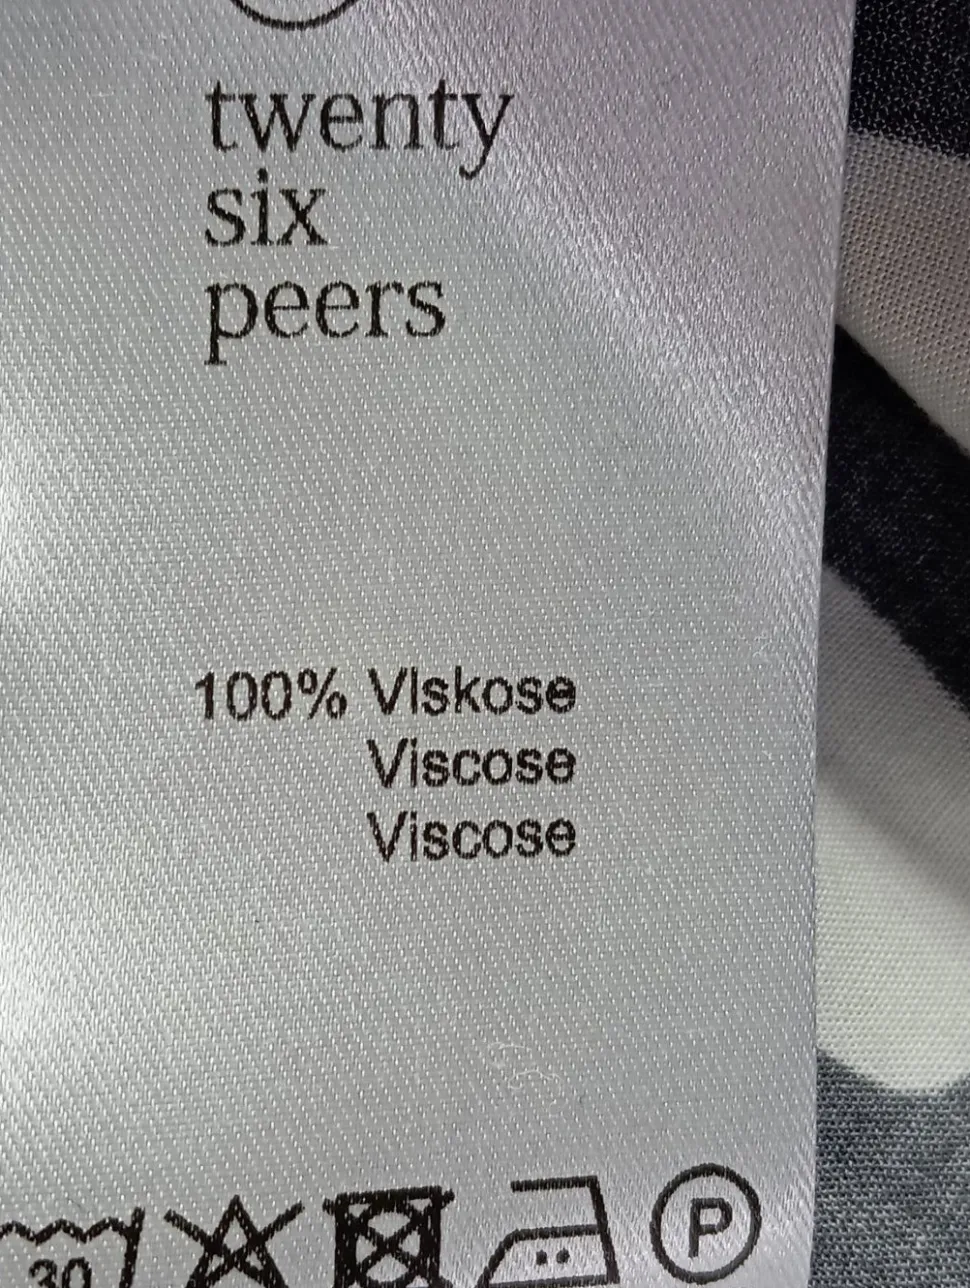 twenty
six
peers
100% Viskose
Viscose
Viscose
30 P